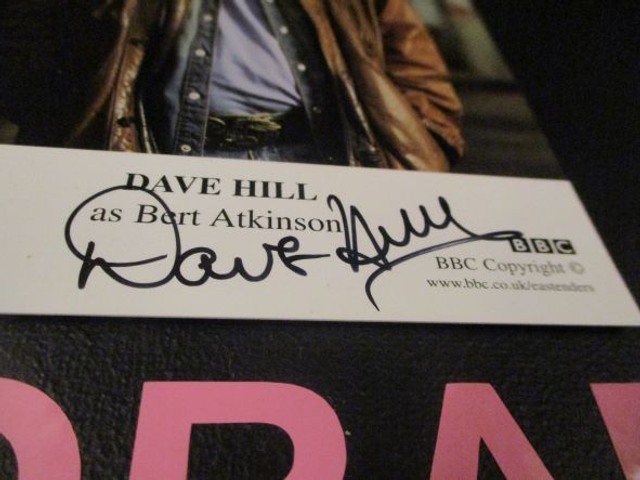 DAVE HILL
as Bert Atkinson
Dave Hill
BBC
BBC Copyright ©
www.bbc.co.uk/eastenders